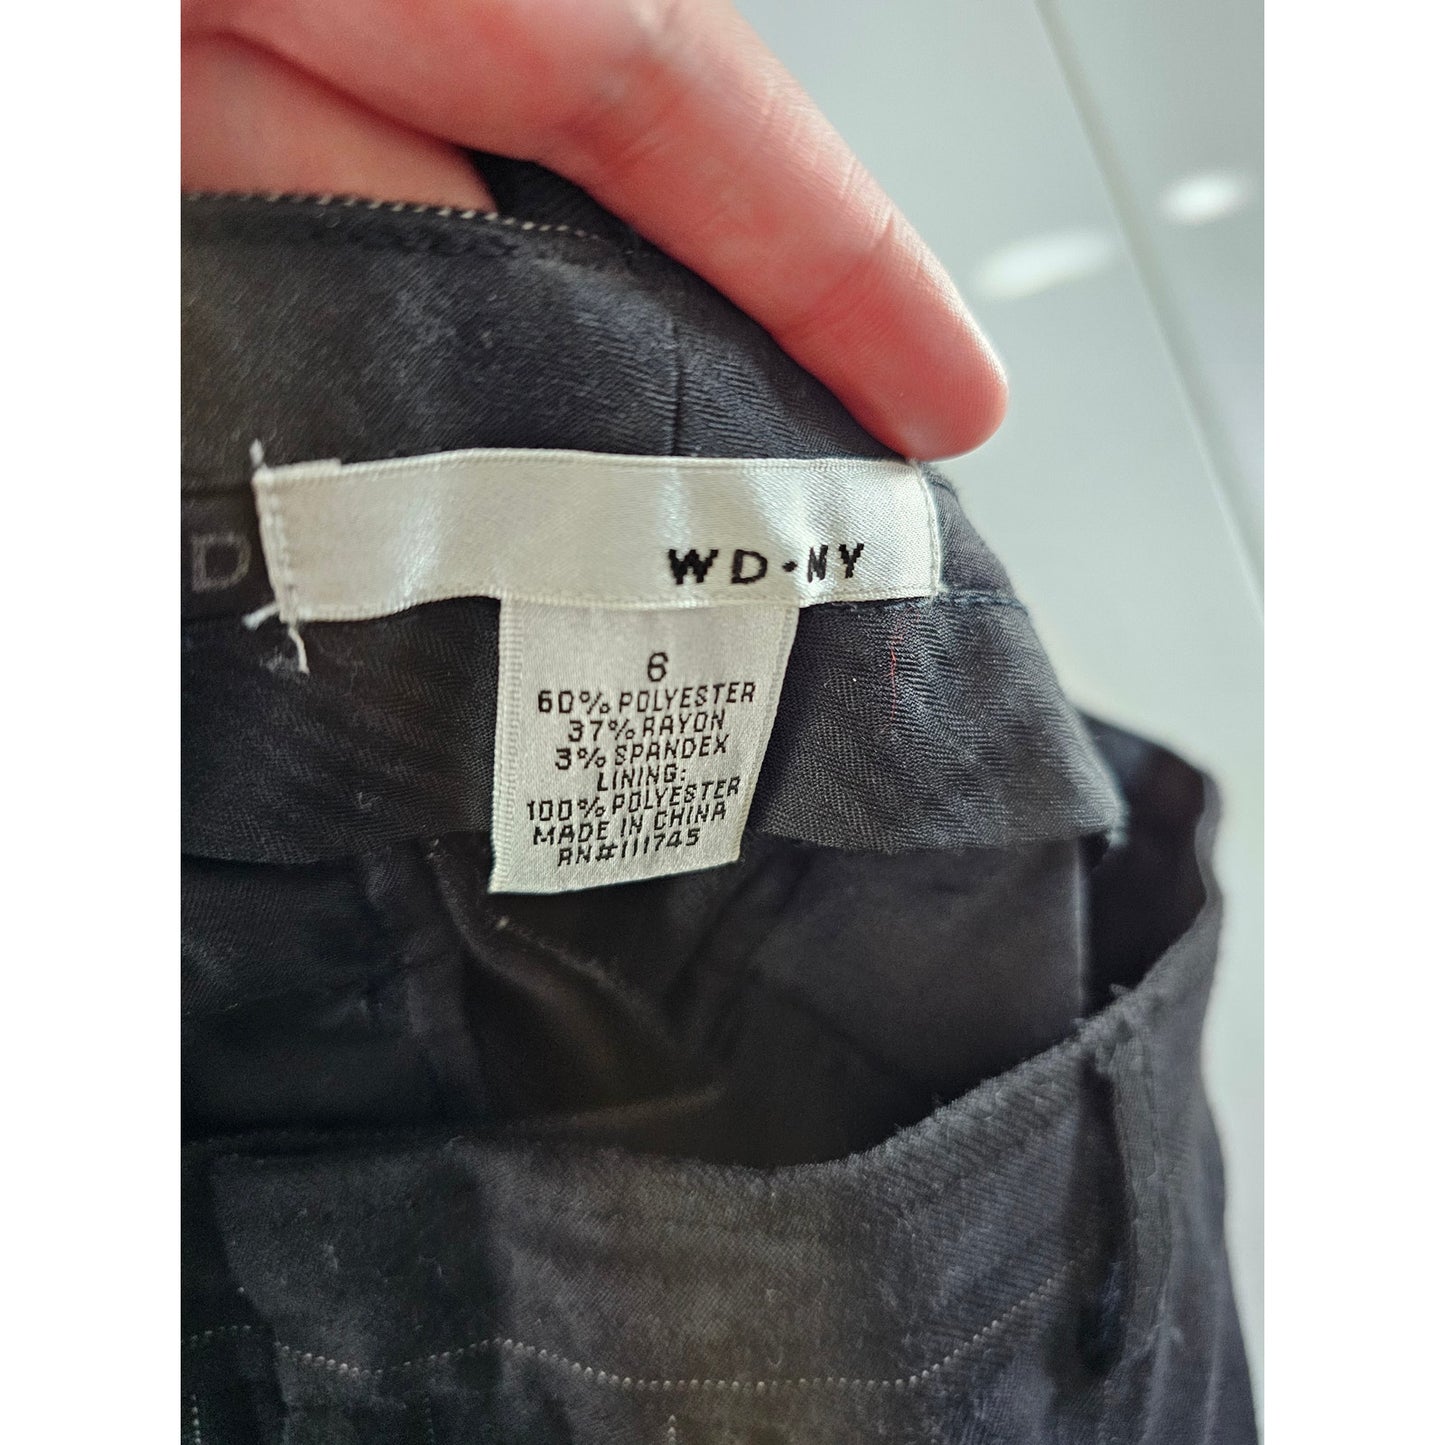 WD•NY
D
6
60% POLYESTER
37% RAYON
3% SPANDEX
LINING:
100% POLYESTER
MADE IN CHINA
RN#111745